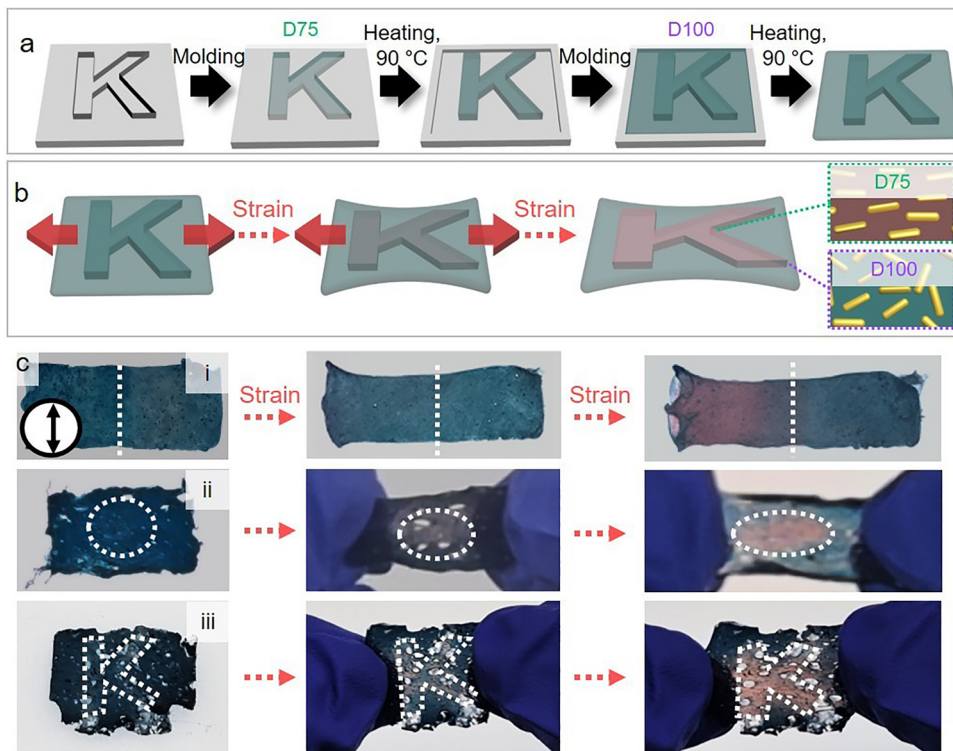 a
D75
Heating,
90 °C
Molding
D100
Heating,
90 °C
Molding
b
Strain
Strain
D75
D100
c
i
Strain
Strain
ii
iii
K
K
K
K
K
K
K
K
K
K
K